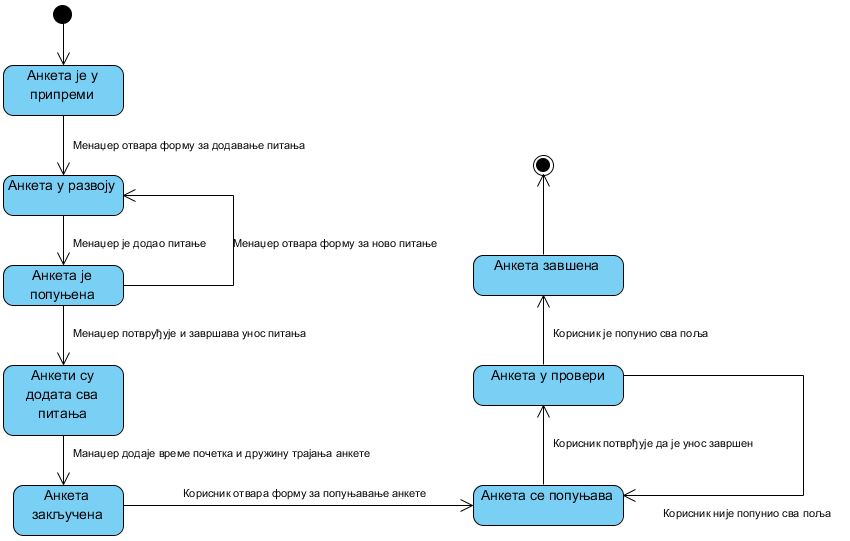 Анкета је у
припреми
Менаџер отвара форму за додавање питања
Анкета у развоју
Менаџер је додао питање
Менаџер отвара форму за ново питање
Анкета је
попуњена
Менаџер потвруђује и завршава унос питања
Анкети су
додата сва
питања
Манаџер додаје време почетка и дружину трајања анкете
Анкета
закључена
Корисник отвара форму за попуњавање анкете
Анкета се попуњава
Корисник потврђује да је унос завршен
Корисник није попунио сва поља
Анкета у провери
Корисник је попунио сва поља
Анкета завшена